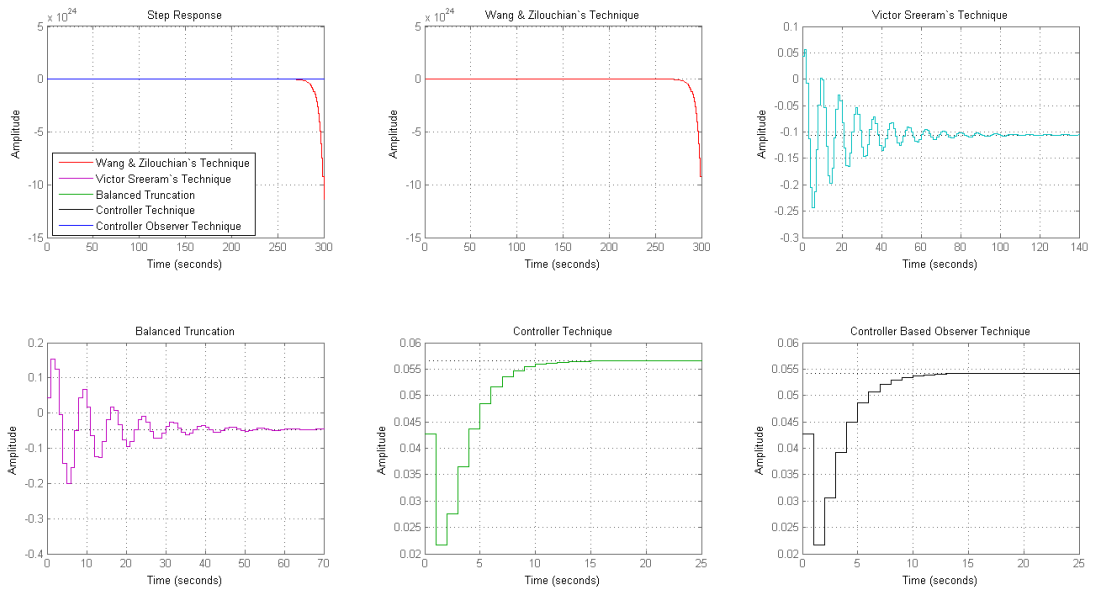 Step Response
x 10^24
5
0
-5
-10
-15
0 50 100 150 200 250 300
Amplitude
Time (seconds)
Wang & Zilouchian`s Technique
Victor Sreeram`s Technique
Balanced Truncation
Controller Technique
Controller Observer Technique
Wang & Zilouchian`s Technique
x 10^24
5
0
-5
-10
-15
0 50 100 150 200 250 300
Amplitude
Time (seconds)
Victor Sreeram`s Technique
0.1
0.05
0
-0.05
-0.1
-0.15
-0.2
-0.25
-0.3
0 20 40 60 80 100 120 140
Amplitude
Time (seconds)
Balanced Truncation
0.2
0.1
0
-0.1
-0.2
-0.3
-0.4
0 10 20 30 40 50 60 70
Amplitude
Time (seconds)
Controller Technique
0.06
0.055
0.05
0.045
0.04
0.035
0.03
0.025
0.02
0 5 10 15 20 25
Amplitude
Time (seconds)
Controller Based Observer Technique
0.06
0.055
0.05
0.045
0.04
0.035
0.03
0.025
0.02
0 5 10 15 20 25
Amplitude
Time (seconds)